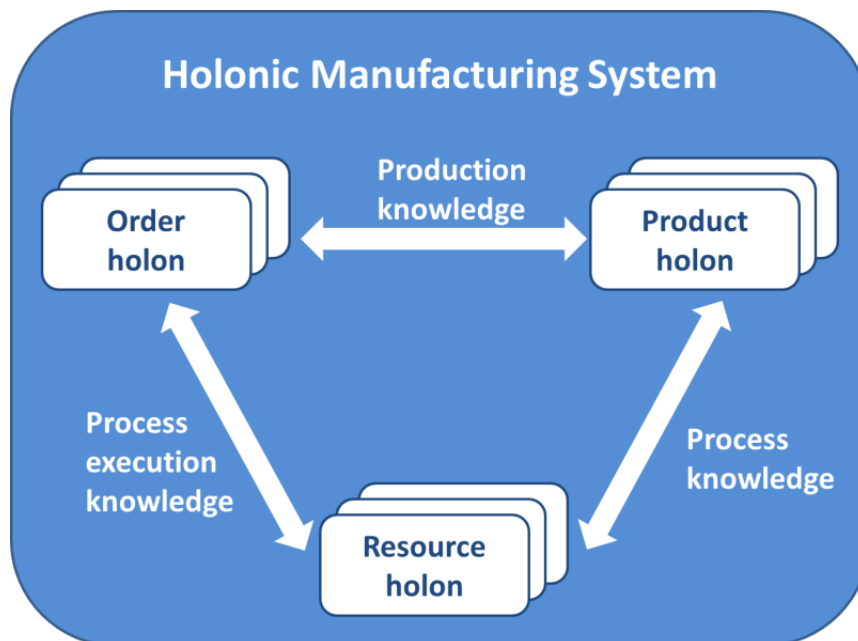 Holonic Manufacturing System
Production
knowledge
Order
holon
Product
holon
Process
execution
knowledge
Process
knowledge
Resource
holon